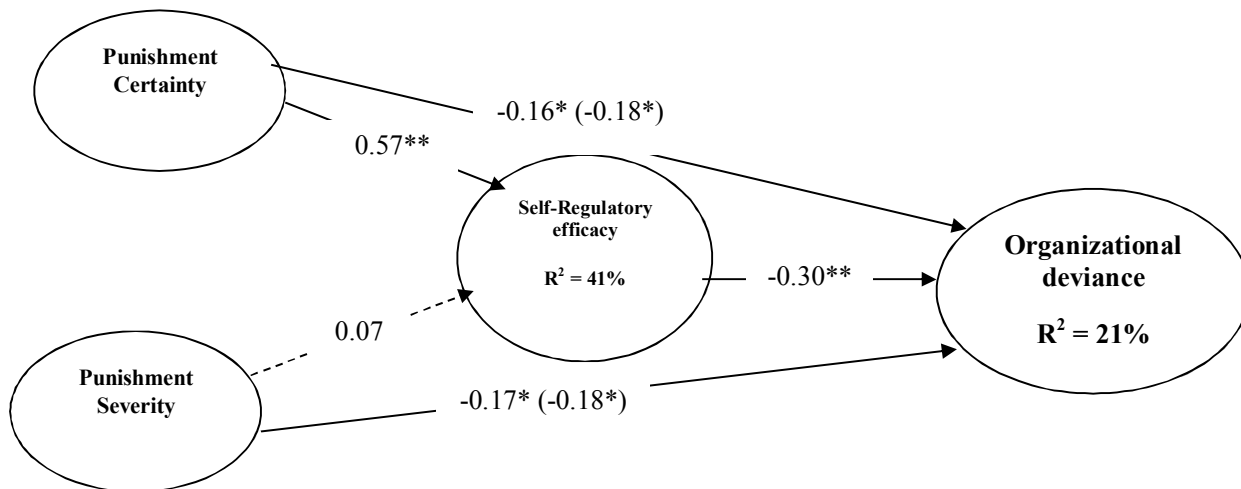 Punishment
Certainty
-0.16* (-0.18*)
0.57**
Self-Regulatory
efficacy
R² = 41%
Organizational
deviance
R² = 21%
-0.30**
0.07
Punishment
Severity
-0.17* (-0.18*)